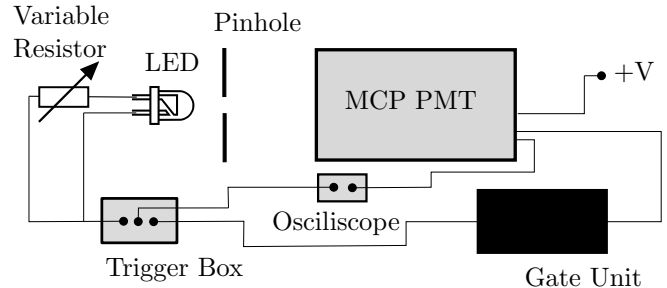 Variable
Resistor
Pinhole
LED
MCP PMT
+V
Osciliscope
Trigger Box
Gate Unit